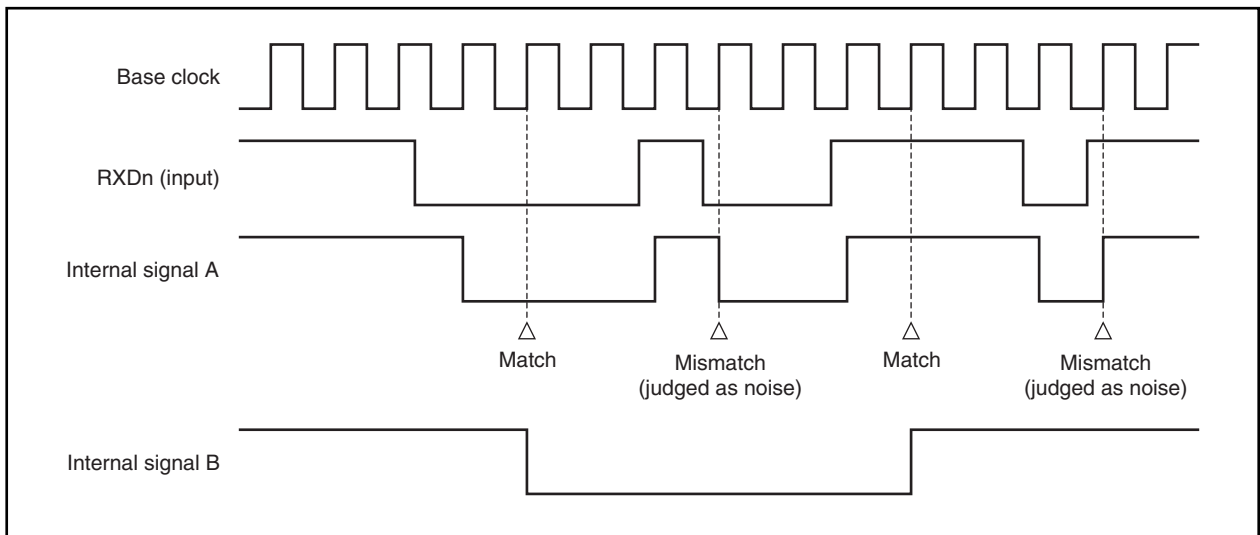 Base clock
RXDn (input)
Internal signal A
Match
Mismatch
(judged as noise)
Match
Mismatch
(judged as noise)
Internal signal B